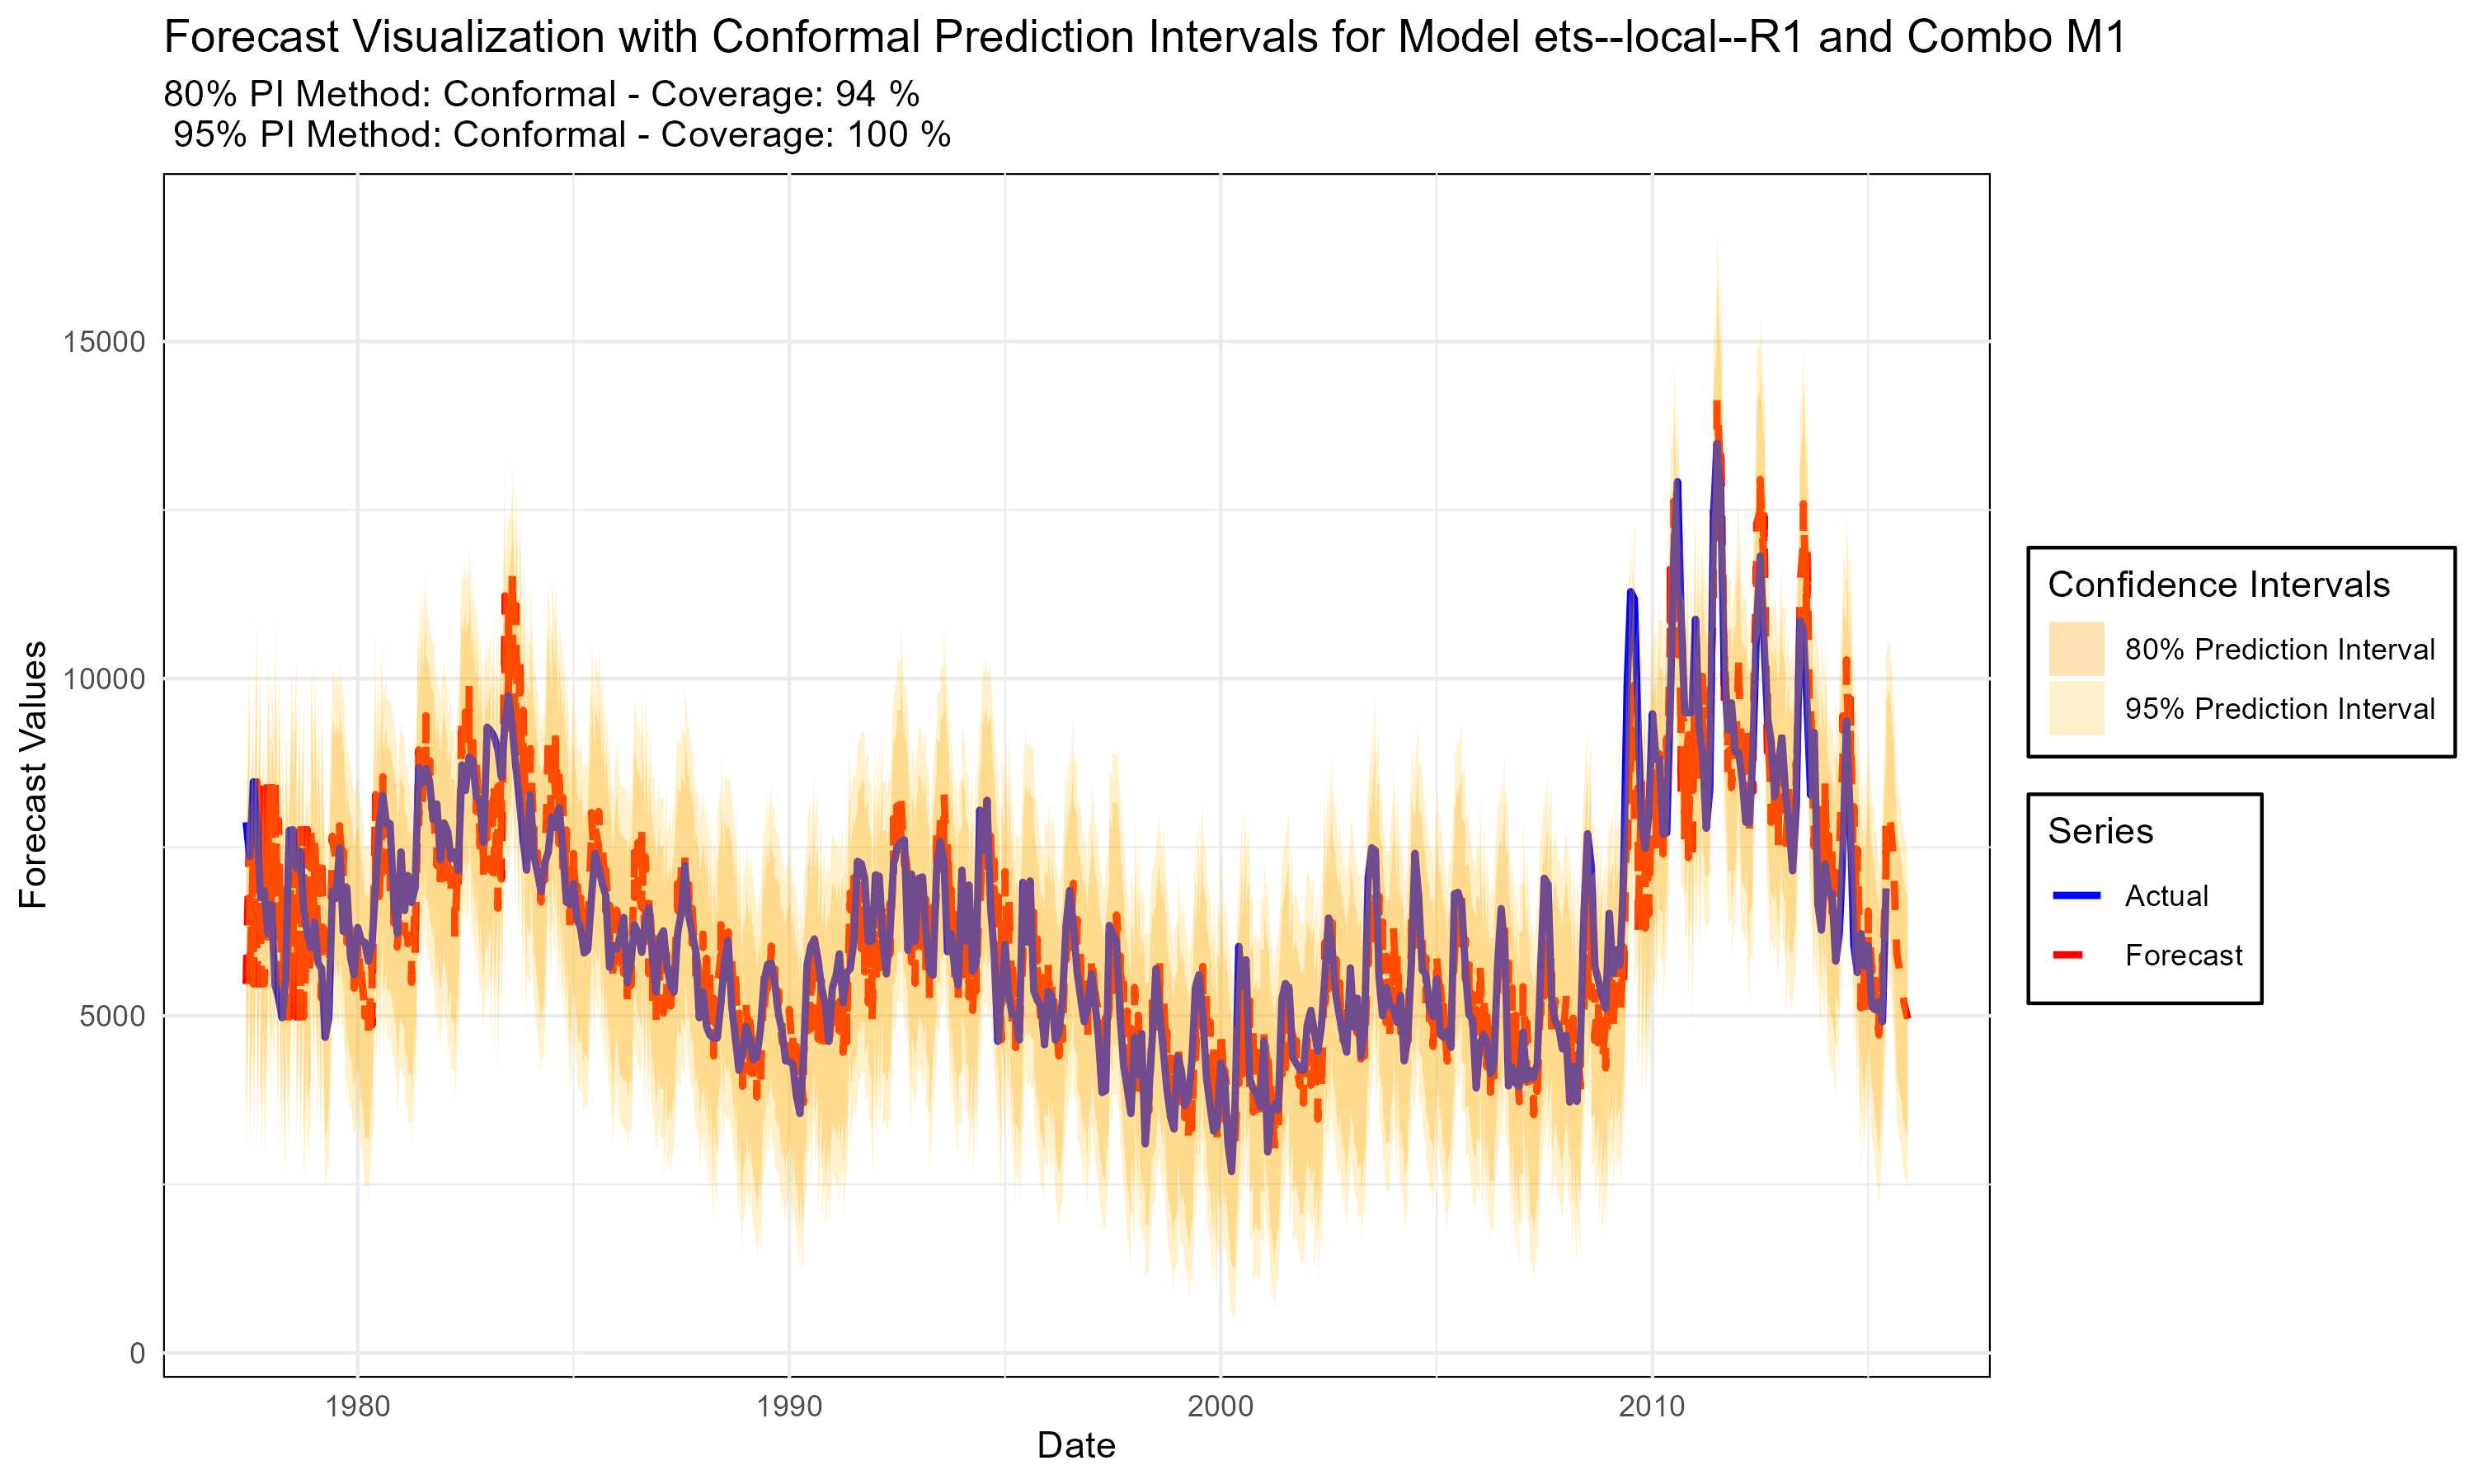 Forecast Visualization with Conformal Prediction Intervals for Model ets--local--R1 and Combo M1
80% PI Method: Conformal - Coverage: 94 %
95% PI Method: Conformal - Coverage: 100 %
Forecast Values
15000
10000
5000
0
1980
1990
2000
2010
Date
Confidence Intervals
80% Prediction Interval
95% Prediction Interval
Series
Actual
Forecast